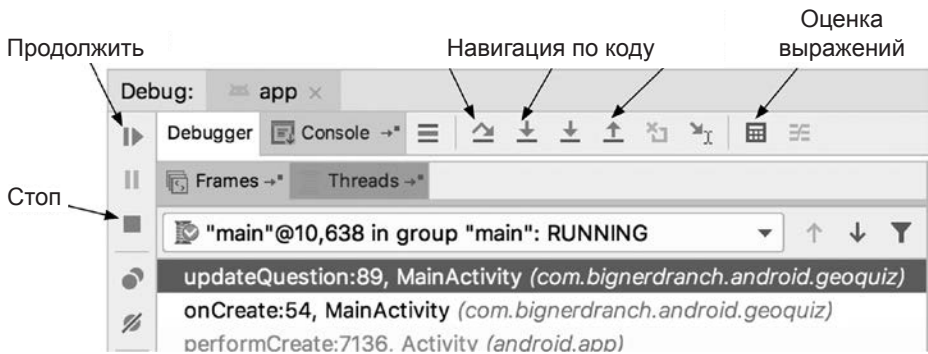 Оценка
Продолжить Навигация по коду выражений
Debug: app ×
Debugger Console
Frames Threads
Стоп
"main"@10,638 in group "main": RUNNING
updateQuestion:89, MainActivity (com.bignerdranch.android.geoquiz)
onCreate:54, MainActivity (com.bignerdranch.android.geoquiz)
performCreate:7136, Activity (android.app)